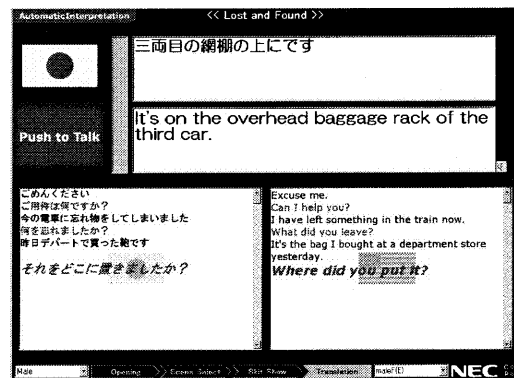 AutomaticInterpretation
<< Lost and Found >>
三両目の網棚の上にです
Push to Talk
It's on the overhead baggage rack of the
third car.
ごめんください
ご用件は何ですか？
今の電車に忘れ物をしてしまいました
何を忘れましたか？
昨日デパートで買った鞄です
それをどこに置きましたか？
Excuse me.
Can I help you?
I have left something in the train now.
What did you leave?
It's the bag I bought at a department store
yesterday.
Where did you put it?
Male
Opening
Scene Select
Skit Show
Translation
maleF(E)
NEC